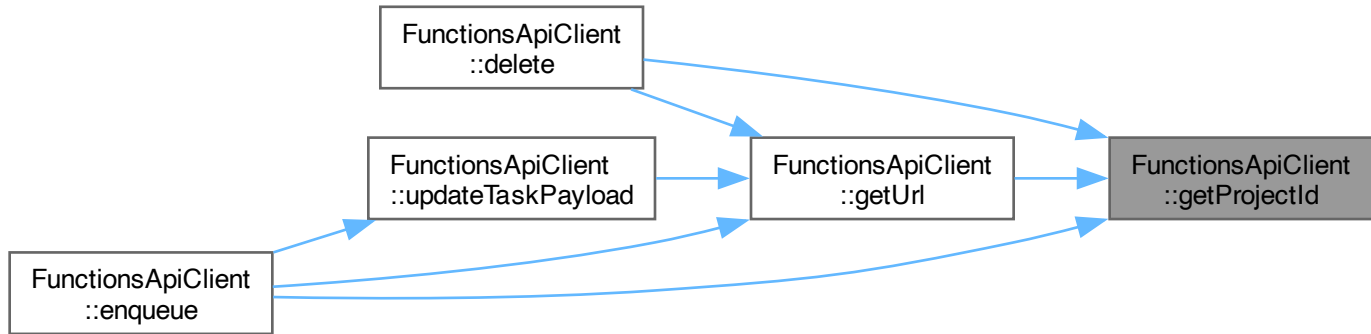 FunctionsApiClient
::delete
FunctionsApiClient
::updateTaskPayload
FunctionsApiClient
::getUrl
FunctionsApiClient
::getProjectId
FunctionsApiClient
::enqueue